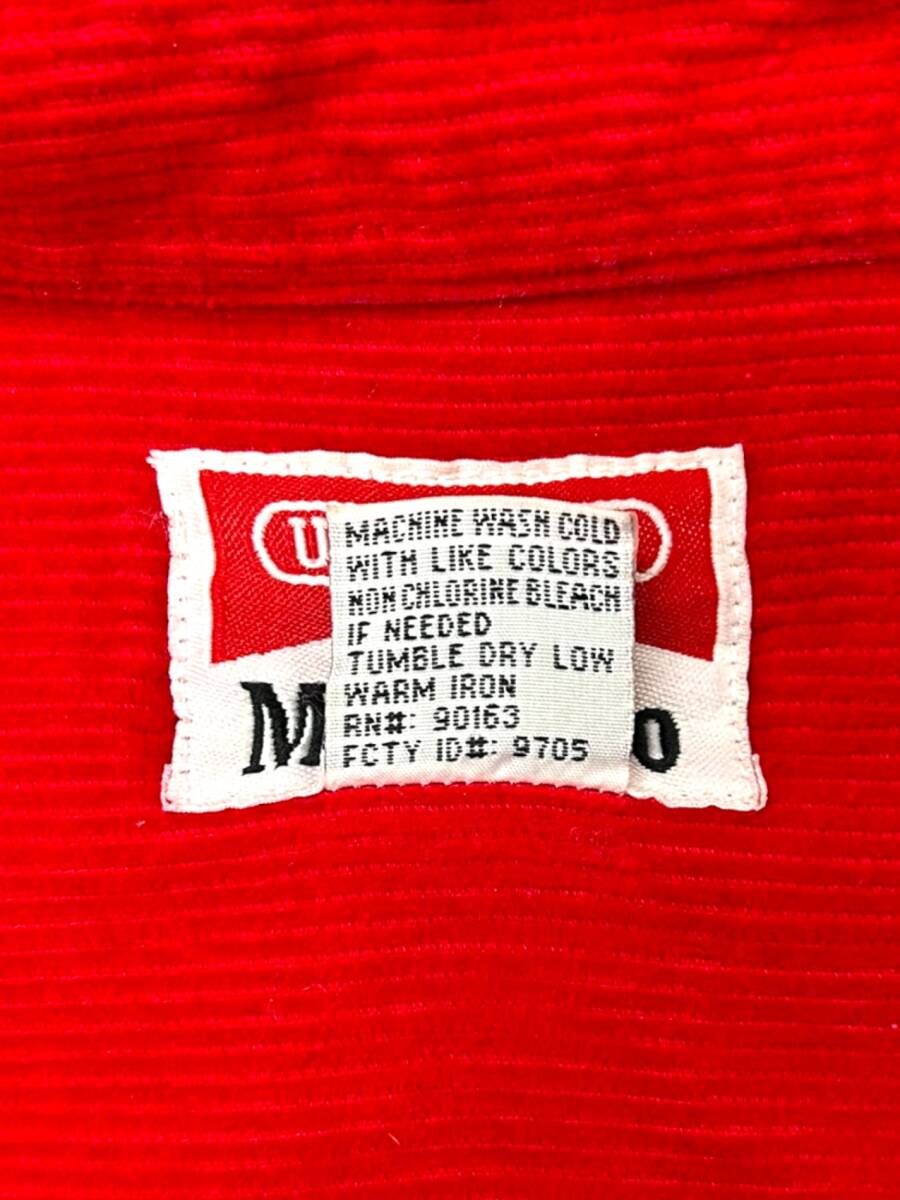 U
MACHINE WASH COLD
WITH LIKE COLORS
NON CHLORINE BLEACH
IF NEEDED
TUMBLE DRY LOW
WARM IRON
RN#: 90163
FCTY ID#: 9705
M o